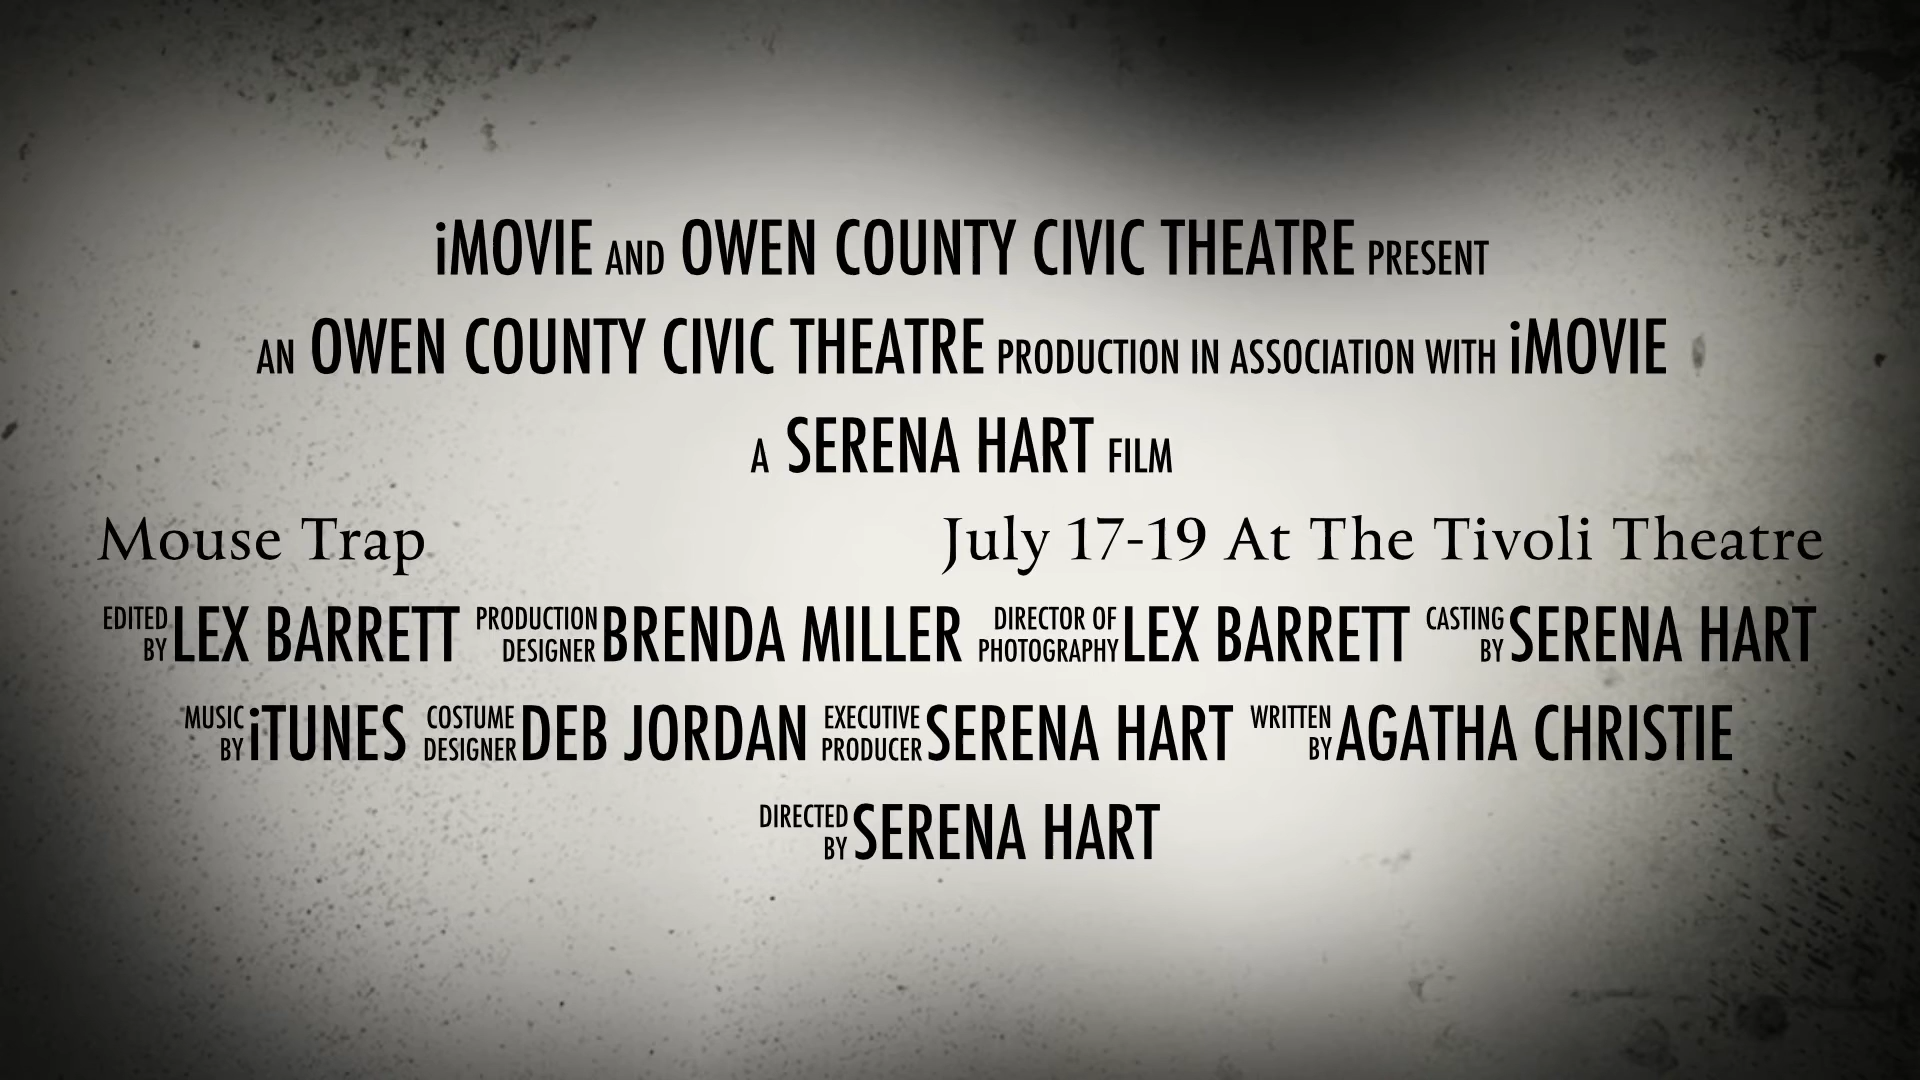 iMOVIE AND OWEN COUNTY CIVIC THEATRE PRESENT
AN OWEN COUNTY CIVIC THEATRE PRODUCTION IN ASSOCIATION WITH iMOVIE
A SERENA HART FILM
Mouse Trap July 17-19 At The Tivoli Theatre
EDITED BY LEX BARRETT PRODUCTION DESIGNER BRENDA MILLER DIRECTOR OF PHOTOGRAPHY LEX BARRETT CASTING BY SERENA HART
MUSIC BY iTUNES COSTUME DESIGNER DEB JORDAN EXECUTIVE PRODUCER SERENA HART WRITTEN BY AGATHA CHRISTIE
DIRECTED BY SERENA HART